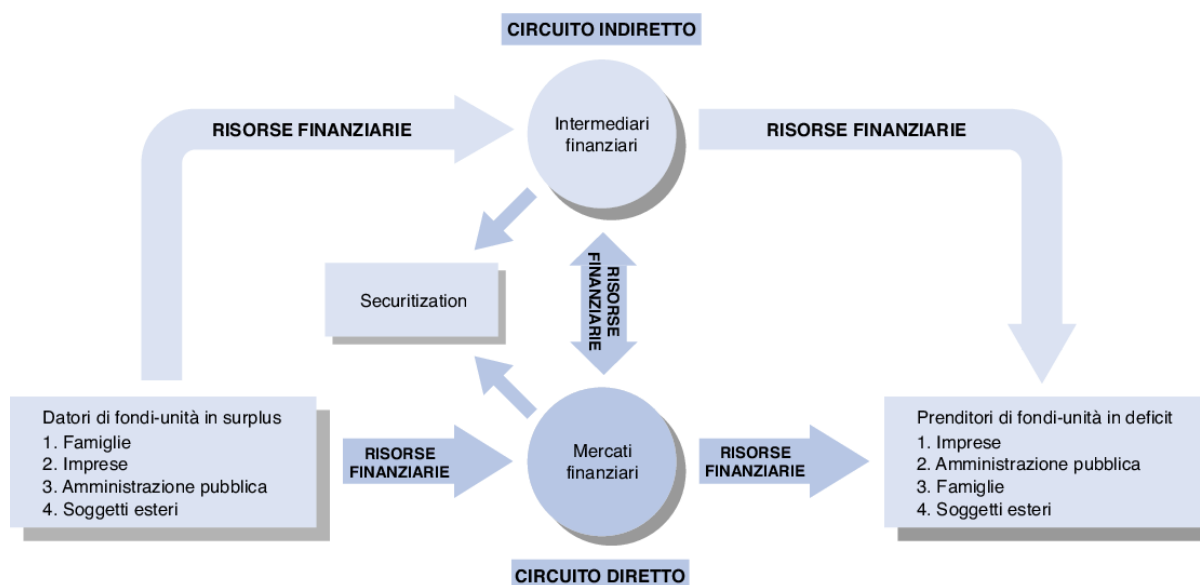 CIRCUITO INDIRETTO
RISORSE FINANZIARIE
Intermediari
finanziari
RISORSE FINANZIARIE
Securitization
RISORSE
FINANZIARIE
Datori di fondi-unità in surplus
1. Famiglie
2. Imprese
3. Amministrazione pubblica
4. Soggetti esteri
RISORSE
FINANZIARIE
Mercati
finanziari
RISORSE
FINANZIARIE
Prenditori di fondi-unità in deficit
1. Imprese
2. Amministrazione pubblica
3. Famiglie
4. Soggetti esteri
CIRCUITO DIRETTO